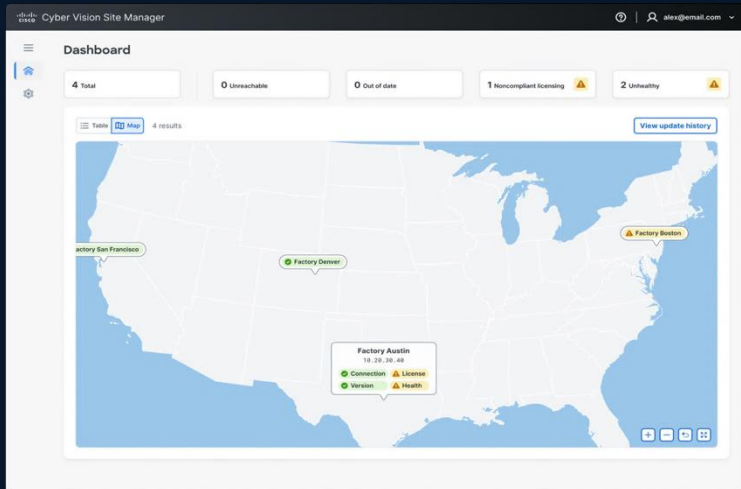 CISCO Cyber Vision Site Manager
alex@email.com
Dashboard
4 Total
0 Unreachable
0 Out of date
1 Noncompliant licensing
2 Unhealthy
Table Map 4 results
View update history
actory San Francisco
Factory Denver
Factory Boston
Factory Austin
10.20.30.40
Connection License
Version Health